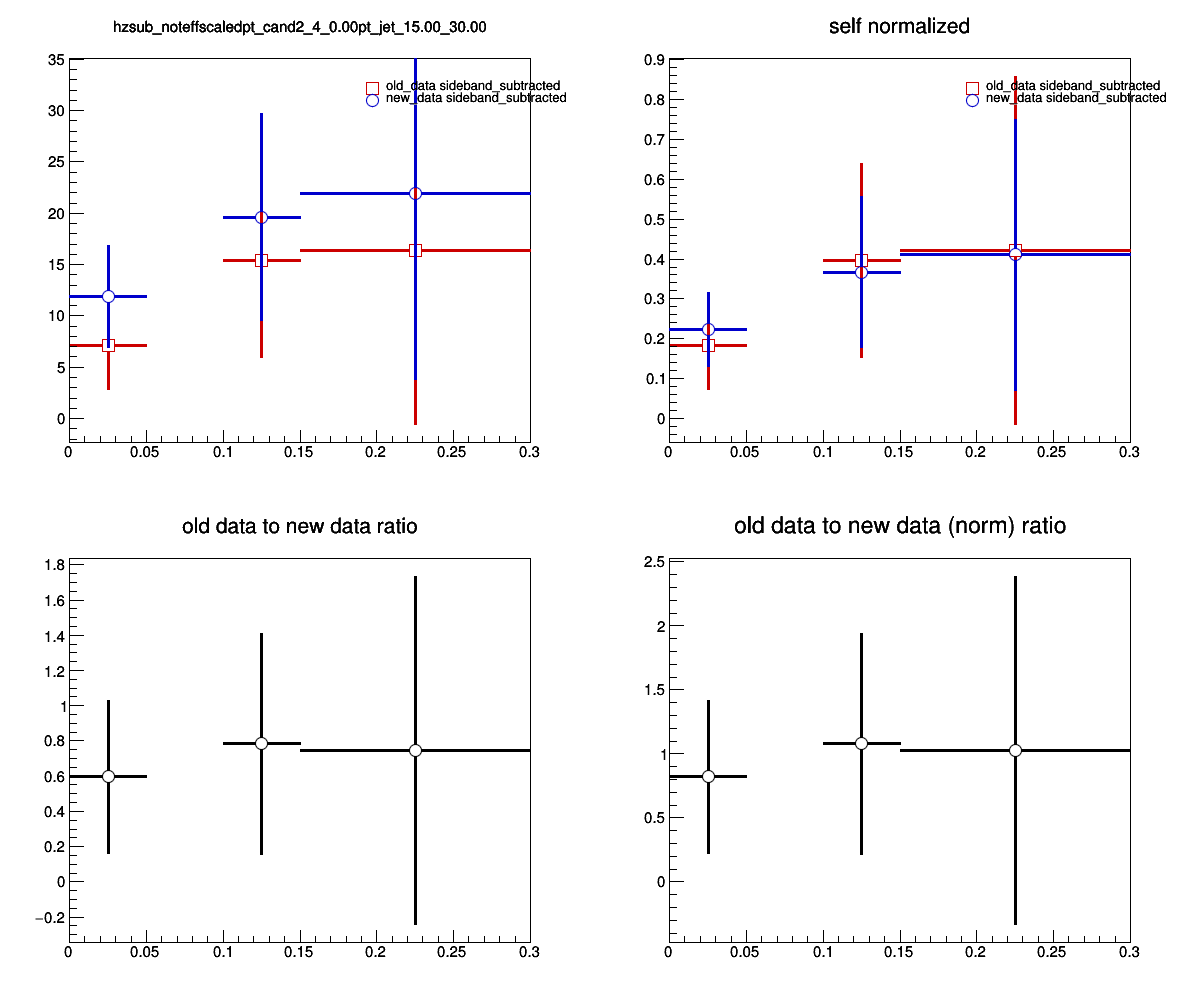 hzsub_noteffscaledpt_cand2_4_0.00pt_jet_15.00_30.00
35
30
25
20
15
10
5
0
old_data sideband_subtracted
new_data sideband_subtracted
0 0.05 0.1 0.15 0.2 0.25 0.3
self normalized
0.9
0.8
0.7
0.6
0.5
0.4
0.3
0.2
0.1
0
old_data sideband_subtracted
new_data sideband_subtracted
0 0.05 0.1 0.15 0.2 0.25 0.3
old data to new data ratio
1.8
1.6
1.4
1.2
1
0.8
0.6
0.4
0.2
0
−0.2
0 0.05 0.1 0.15 0.2 0.25 0.3
old data to new data (norm) ratio
2.5
2
1.5
1
0.5
0
0 0.05 0.1 0.15 0.2 0.25 0.3